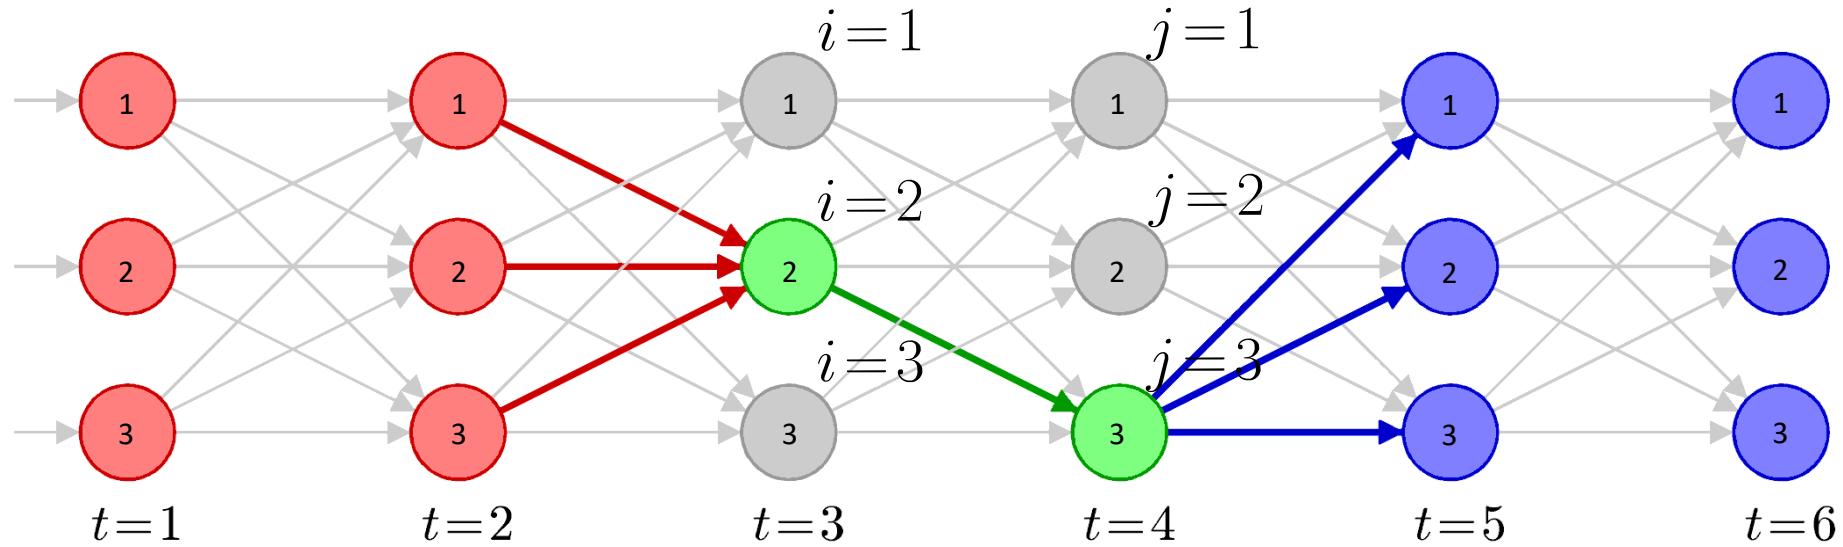 i=1 j=1
1 1 1 1 1 1
i=2 j=2
2 2 2 2 2 2
i=3 j=3
3 3 3 3 3 3
t=1 t=2 t=3 t=4 t=5 t=6